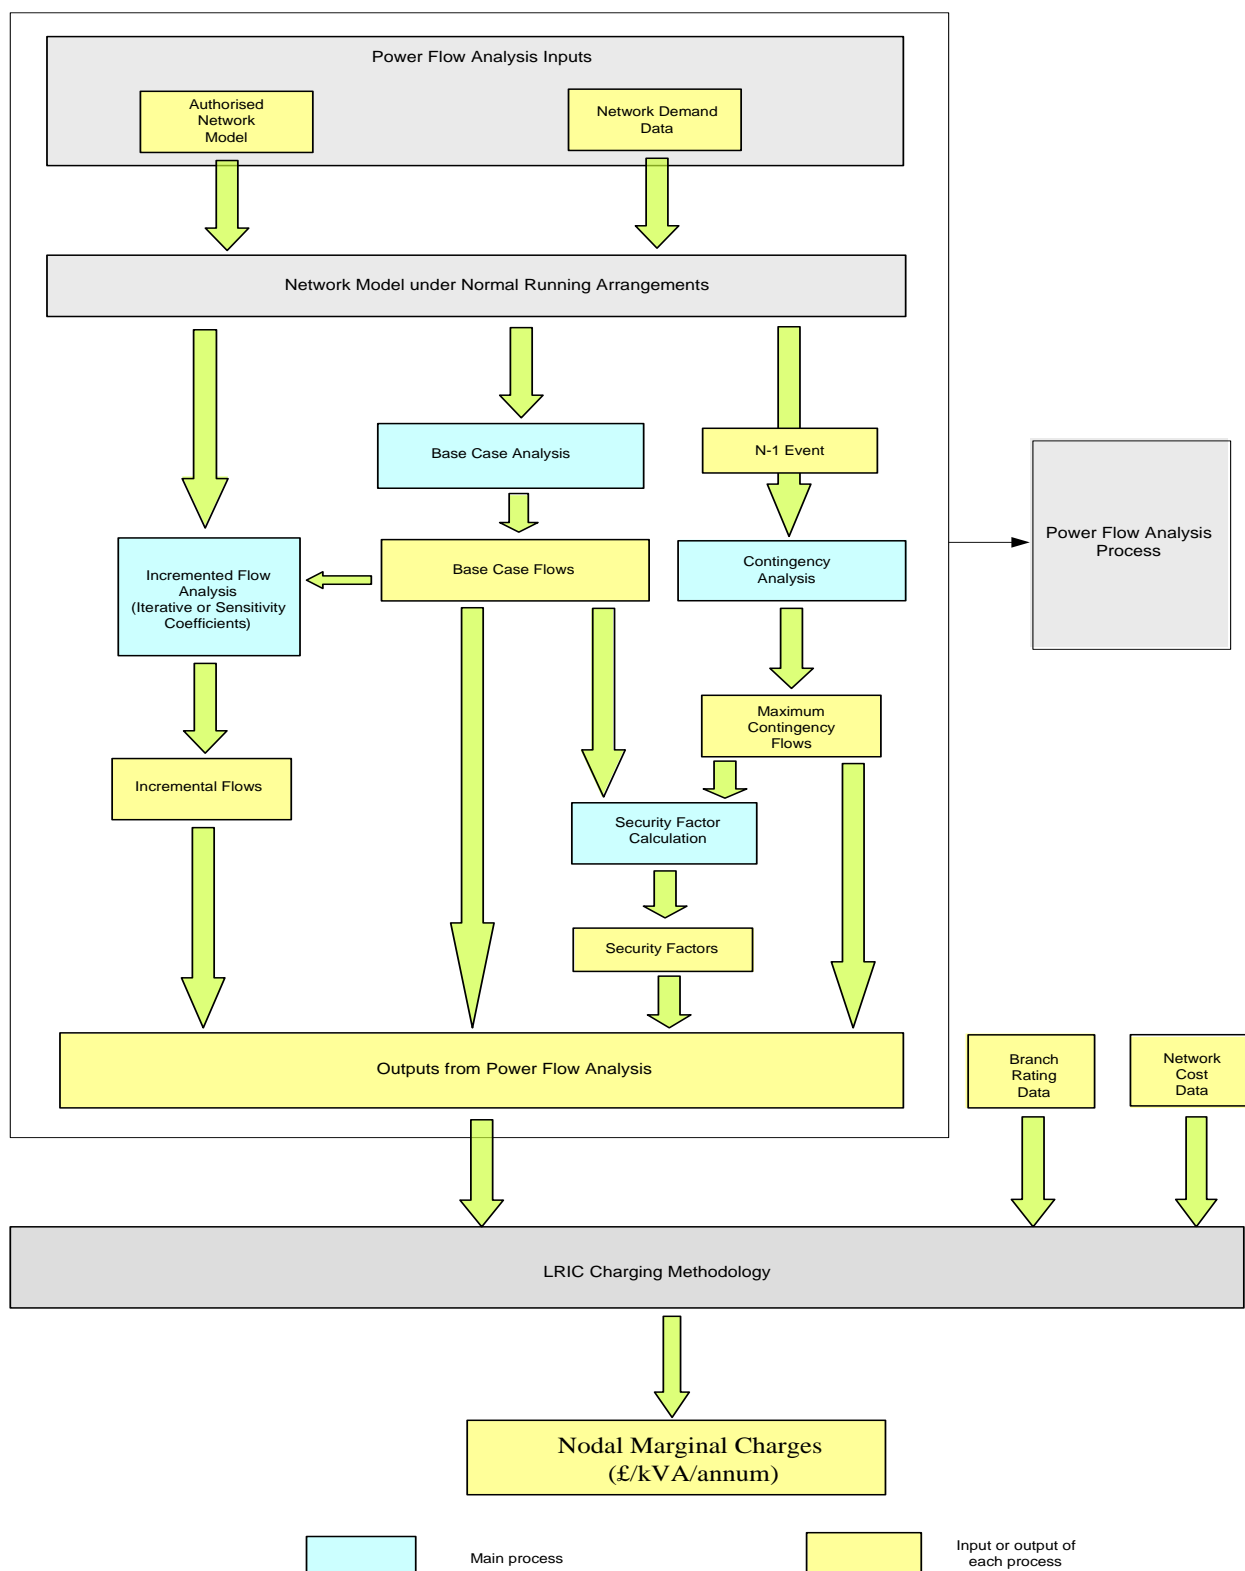 Power Flow Analysis Inputs
Authorised
Network
Model
Network Demand
Data
Network Model under Normal Running Arrangements
Base Case Analysis
N-1 Event
Power Flow Analysis
Process
Incremented Flow
Analysis
(Iterative or Sensitivity
Coefficients)
Base Case Flows
Contingency
Analysis
Maximum
Contingency
Flows
Incremental Flows
Security Factor
Calculation
Security Factors
Outputs from Power Flow Analysis
Branch
Rating
Data
Network
Cost
Data
LRIC Charging Methodology
Nodal Marginal Charges
(£/kVA/annum)
Main process
Input or output of
each process